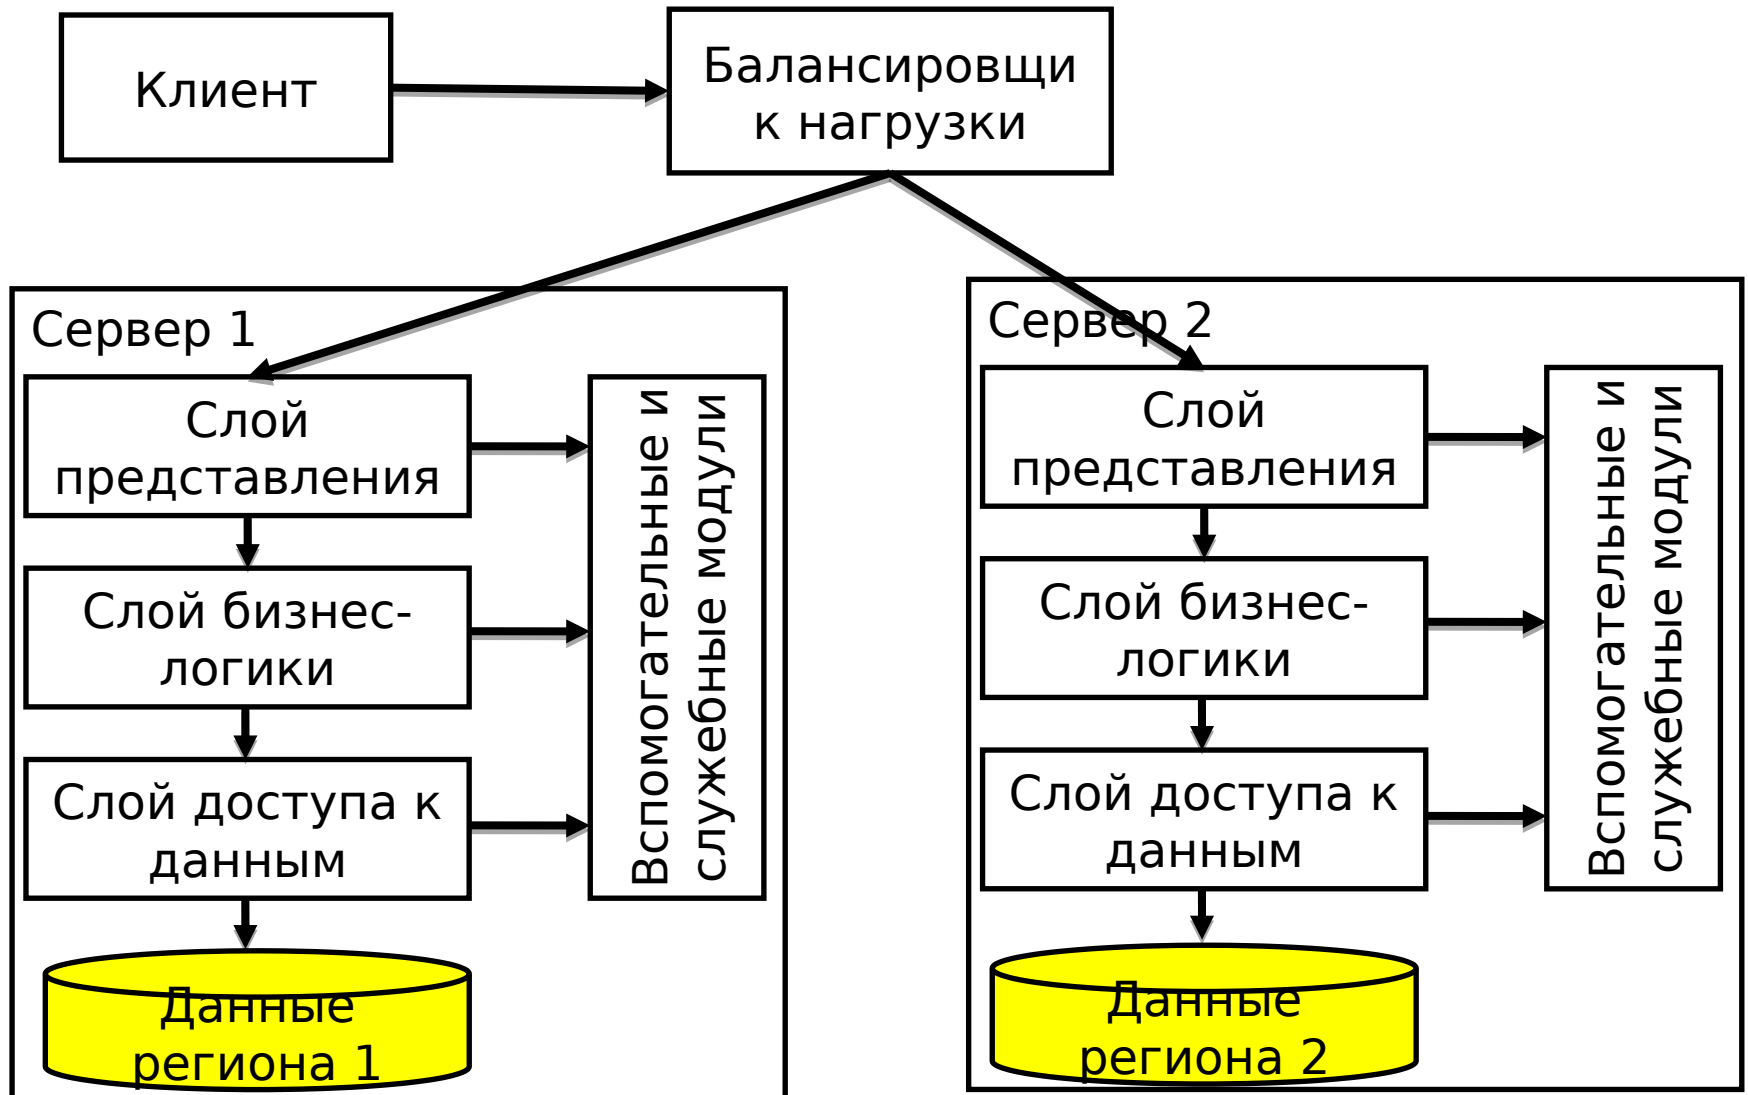 Клиент
Балансировщи
к нагрузки
Сервер 1
Слой
представления
Слой бизнес-
логики
Слой доступа к
данным
Вспомогательные и
служебные модули
Данные
региона 1
Сервер 2
Слой
представления
Слой бизнес-
логики
Слой доступа к
данным
Вспомогательные и
служебные модули
Данные
региона 2